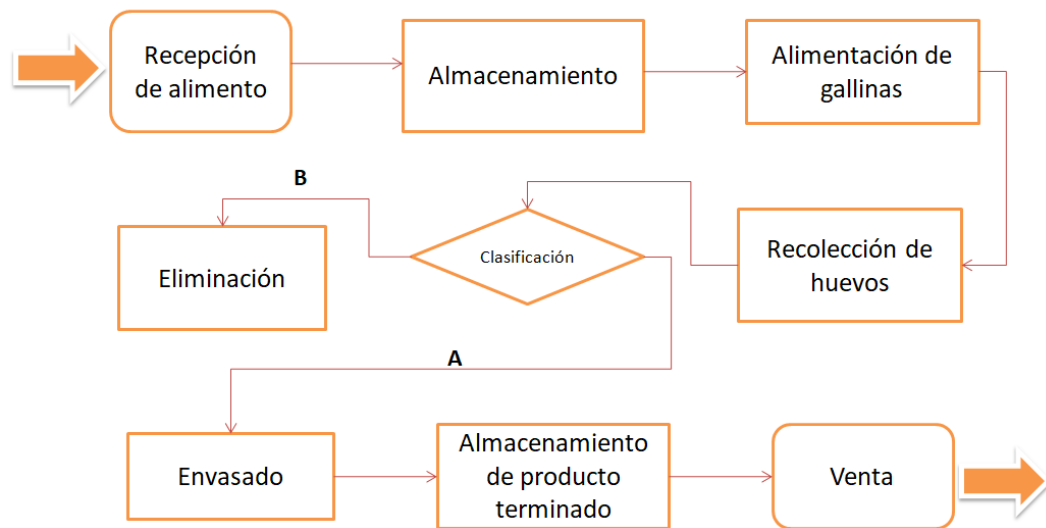 Recepción
de alimento
Almacenamiento
Alimentación de
gallinas
B
Eliminación
Clasificación
Recolección de
huevos
A
Envasado
Almacenamiento
de producto
terminado
Venta